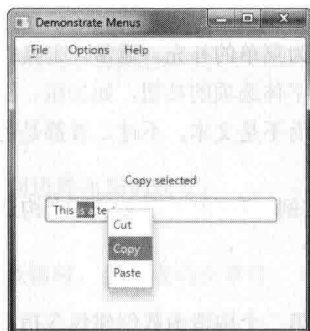 Demonstrate Menus
File Options Help
Copy selected
This is a te
Cut
Copy
Paste